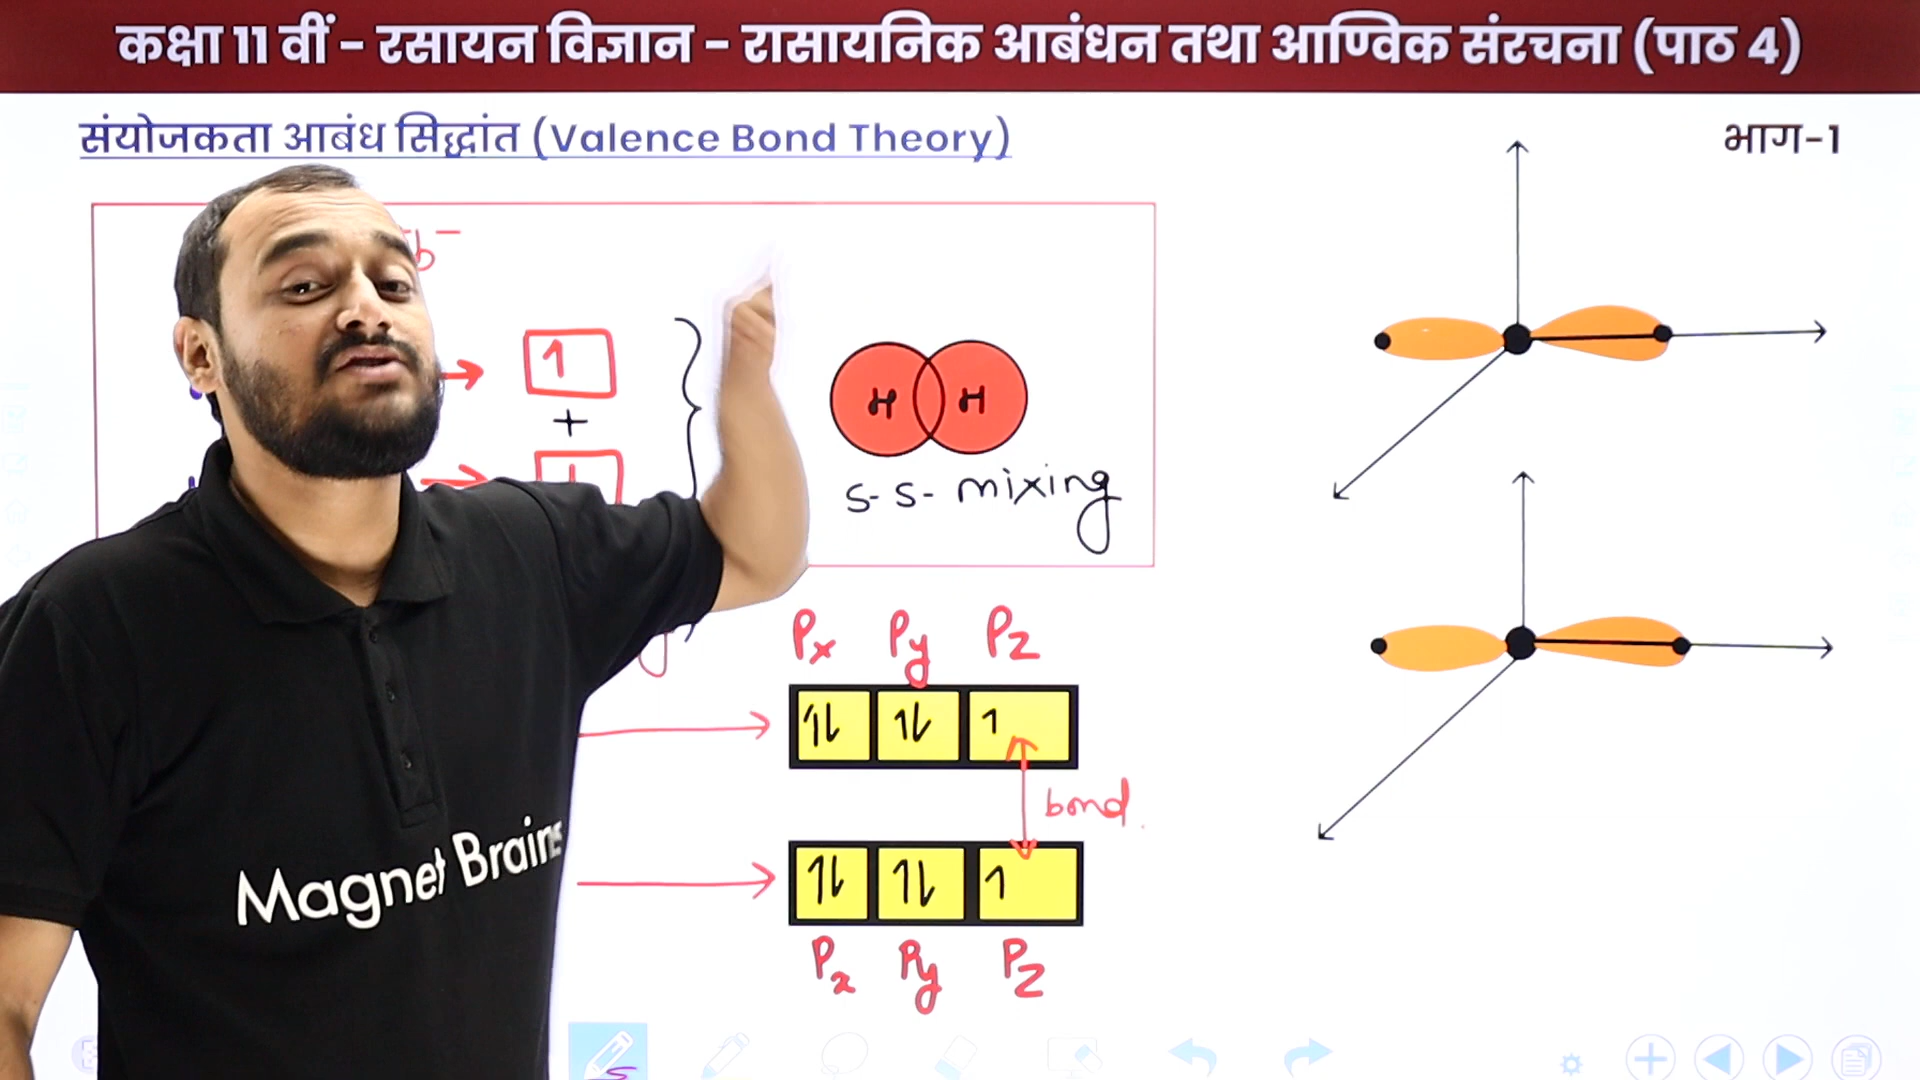 कक्षा 11 वीं - रसायन विज्ञान - रासायनिक आबंधन तथा आण्विक संरचना (पाठ 4)
संयोजकता आबंध सिद्धांत (Valence Bond Theory)
भाग-1
b
1
+
H H
s-s- mixing
Px Py Pz
1l 1l 1
bond.
1l 1l 1
Px Py Pz
Magnet Brains